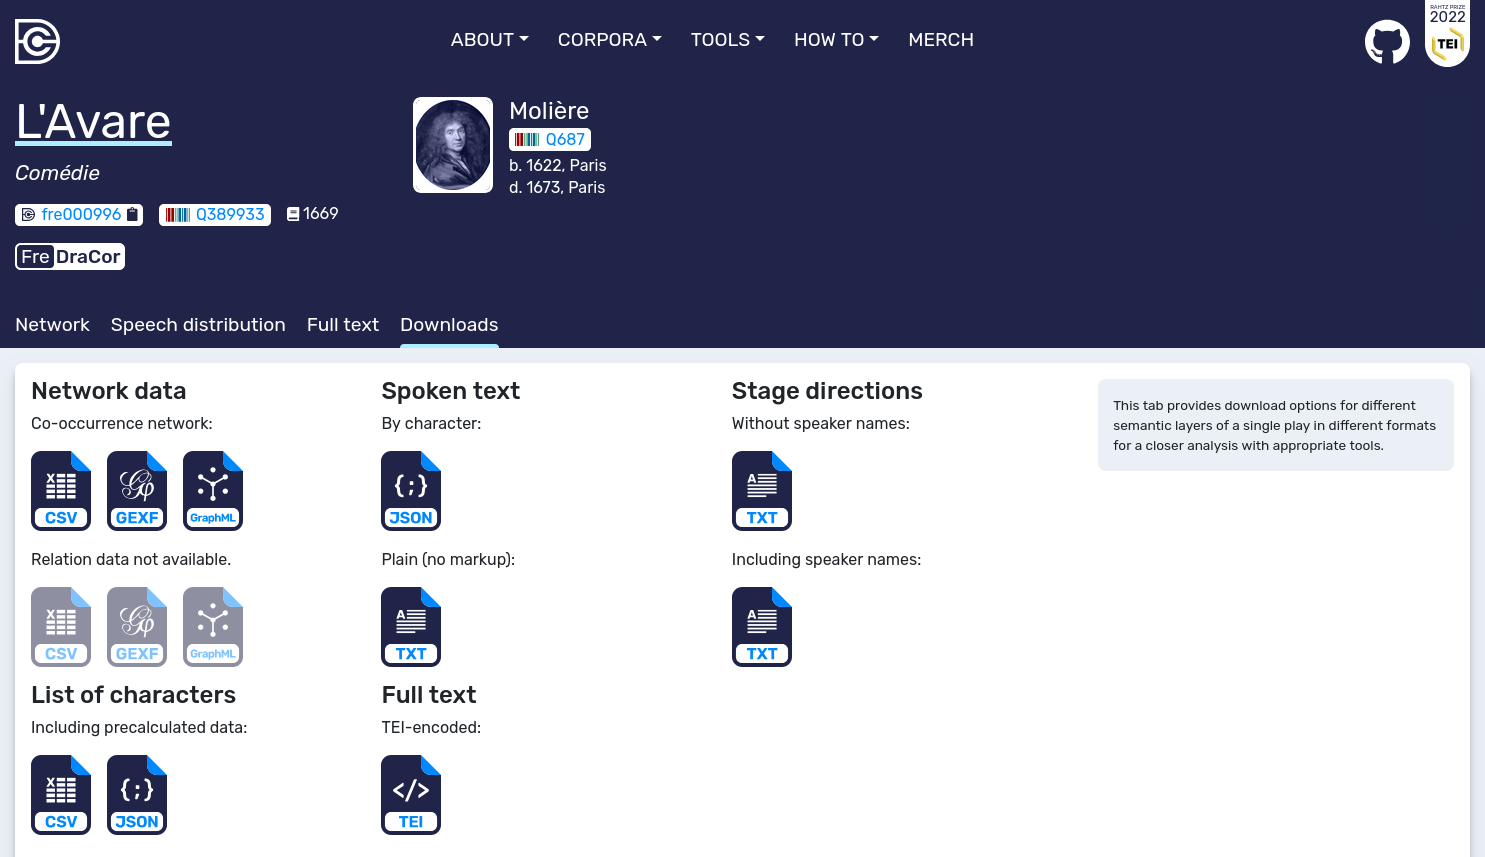 ABOUT CORPORA TOOLS HOW TO MERCH
RAHTZ PRIZE
2022
TEI
L'Avare
Comédie
fre000996 Q389933 1669
Fre DraCor
Molière
Q687
b. 1622, Paris
d. 1673, Paris
Network Speech distribution Full text Downloads
Network data
Co-occurrence network:
X
CSV GEXF GraphML
Relation data not available.
X
CSV GEXF GraphML
List of characters
Including precalculated data:
X {;}
CSV JSON
Spoken text
By character:
{;}
JSON
Plain (no markup):
A
TXT
Full text
TEI-encoded:
</>
TEI
Stage directions
Without speaker names:
A
TXT
Including speaker names:
A
TXT
This tab provides download options for different
semantic layers of a single play in different formats
for a closer analysis with appropriate tools.